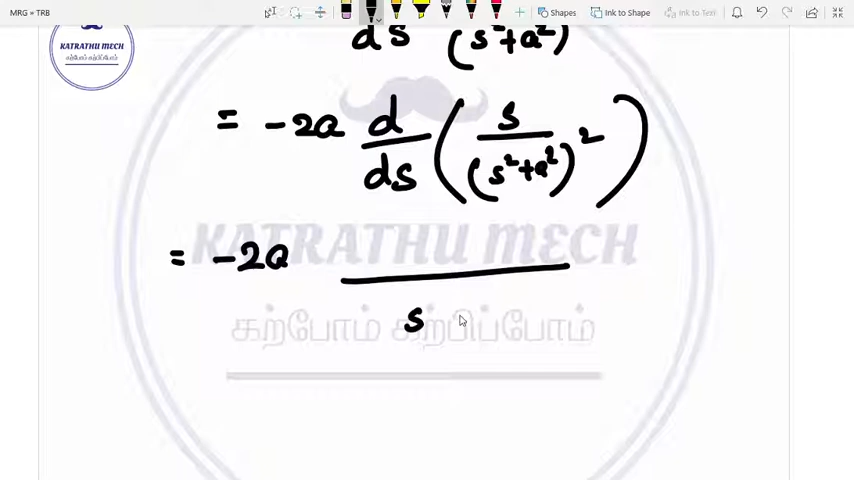 MRG » TRB
Shapes Ink to Shape Ink to Text
KATRATHU MECH
கற்போம் கற்பிப்போம்
ds (s²+a²)
= -2a d/ds (s/(s²+a²)²)
KATRATHU MECH
= -2a
s
கற்போம் கற்பிப்போம்